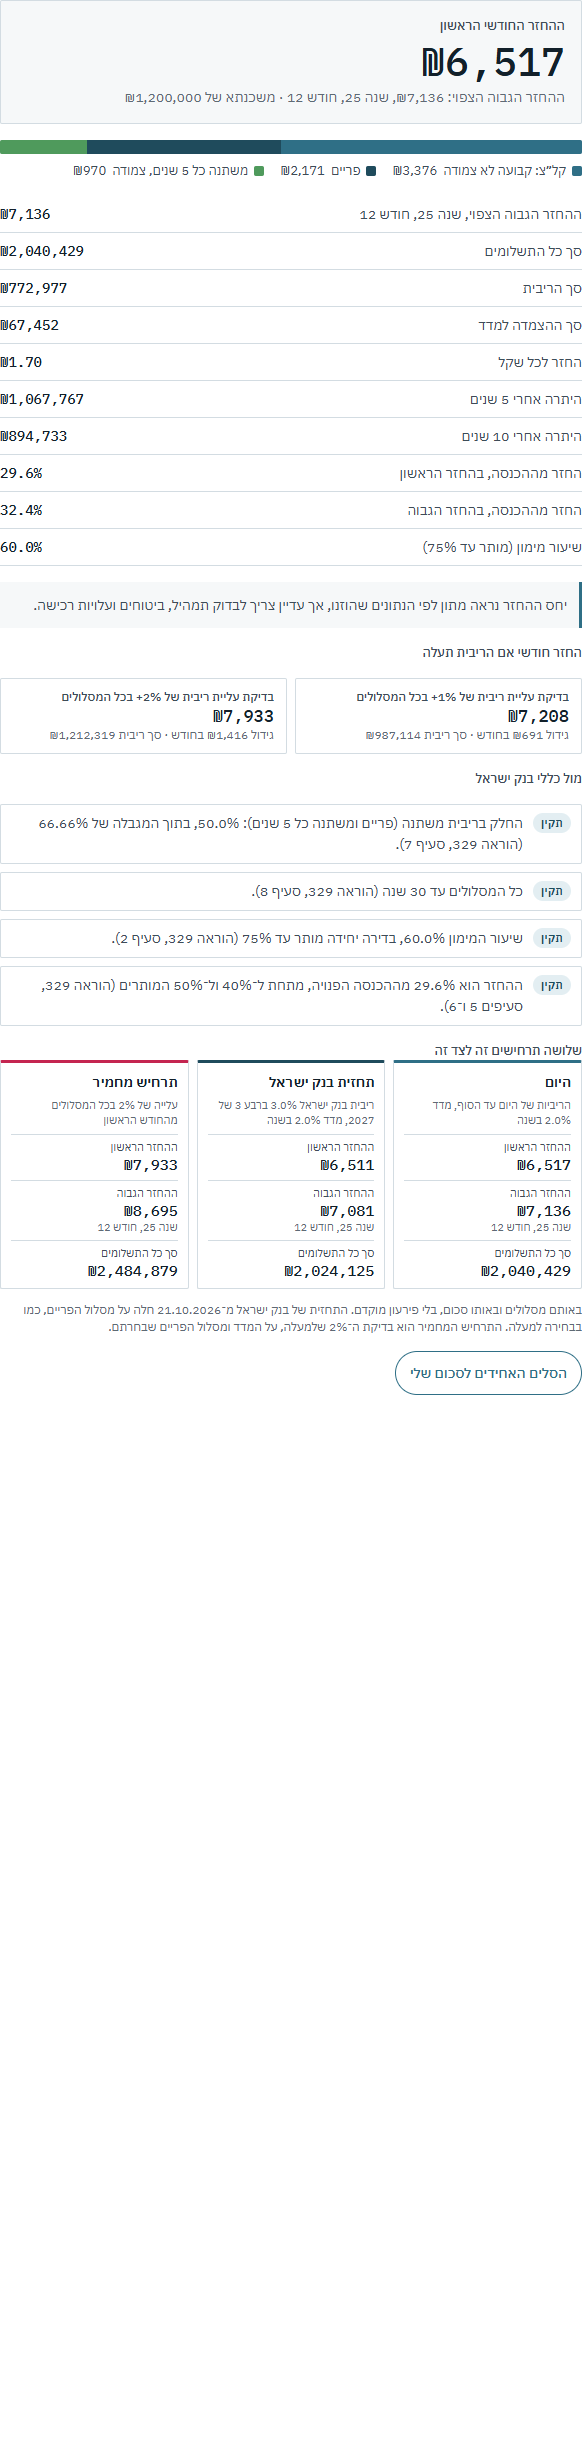 ההחזר החודשי הראשון
₪6,517
ההחזר הגבוה הצפוי: ₪7,136, שנה 25, חודש 12 · משכנתא של ₪1,200,000
קל״צ: קבועה לא צמודה ₪3,376 פריים ₪2,171 משתנה כל 5 שנים, צמודה ₪970
ההחזר הגבוה הצפוי, שנה 25, חודש 12 ₪7,136
סך כל התשלומים ₪2,040,429
סך הריבית ₪772,977
סך ההצמדה למדד ₪67,452
החזר לכל שקל ₪1.70
היתרה אחרי 5 שנים ₪1,067,767
היתרה אחרי 10 שנים ₪894,733
החזר מההכנסה, בהחזר הראשון 29.6%
החזר מההכנסה, בהחזר הגבוה 32.4%
שיעור מימון (מותר עד 75%) 60.0%
יחס ההחזר נראה מתון לפי הנתונים שהוזנו, אך עדיין צריך לבדוק תמהיל, ביטוחים ועלויות רכישה.
החזר חודשי אם הריבית תעלה
בדיקת עליית ריבית של 1%+ בכל המסלולים
₪7,208
גידול ₪691 בחודש · סך ריבית ₪987,114
בדיקת עליית ריבית של 2%+ בכל המסלולים
₪7,933
גידול ₪1,416 בחודש · סך ריבית ₪1,212,319
מול כללי בנק ישראל
תקין החלק בריבית משתנה (פריים ומשתנה כל 5 שנים): 50.0%, בתוך המגבלה של 66.66%
(הוראה 329, סעיף 7).
תקין כל המסלולים עד 30 שנה (הוראה 329, סעיף 8).
תקין שיעור המימון 60.0%, בדירה יחידה מותר עד 75% (הוראה 329, סעיף 2).
תקין ההחזר הוא 29.6% מההכנסה הפנויה, מתחת ל־40% ול־50% המותרים (הוראה 329,
סעיפים 5 ו־6).
שלושה תרחישים זה לצד זה
היום
הריביות של היום עד הסוף, מדד
2.0% בשנה
ההחזר הראשון
₪6,517
ההחזר הגבוה
₪7,136
שנה 25, חודש 12
סך כל התשלומים
₪2,040,429
תחזית בנק ישראל
ריבית בנק ישראל 3.0% ברבע 3 של
2027, מדד 2.0% בשנה
ההחזר הראשון
₪6,511
ההחזר הגבוה
₪7,081
שנה 25, חודש 12
סך כל התשלומים
₪2,024,125
תרחיש מחמיר
עלייה של 2% בכל המסלולים
מהחודש הראשון
ההחזר הראשון
₪7,933
ההחזר הגבוה
₪8,695
שנה 25, חודש 12
סך כל התשלומים
₪2,484,879
באותם מסלולים ובאותו סכום, בלי פירעון מוקדם. התחזית של בנק ישראל מ־21.10.2026 חלה על מסלול הפריים, כמו
בבחירה למעלה. התרחיש המחמיר הוא בדיקת ה־2% שלמעלה, על המדד ומסלול הפריים שבחרתם.
הסלים האחידים לסכום שלי